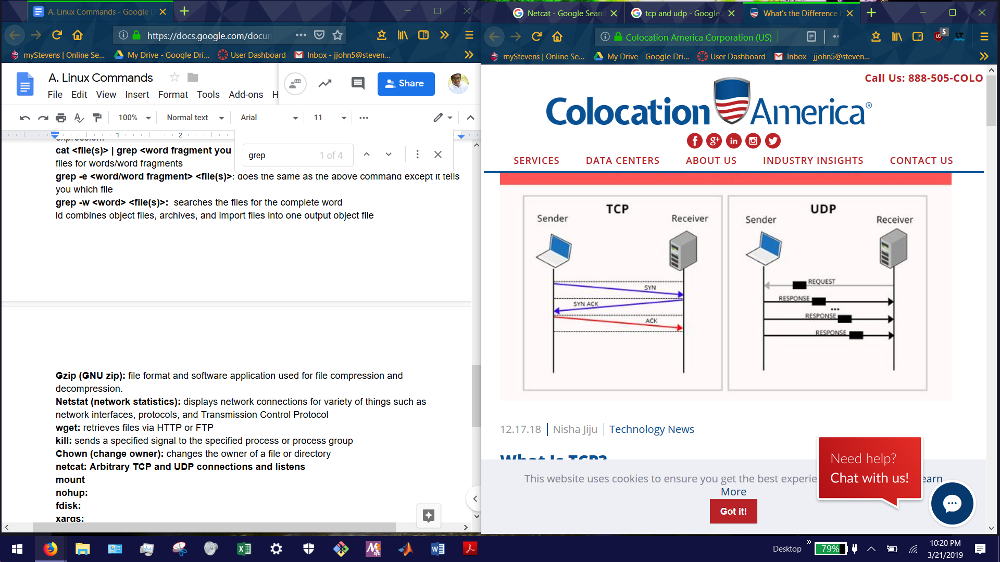 A. Linux Commands - Google D
https://docs.google.com/docun
myStevens | Online Se...
My Drive - Google Dri...
User Dashboard
Inbox - jjohn5@steven...
A. Linux Commands
Share
File Edit View Insert Format Tools Add-ons H
100% Normal text Arial 11
1 2
grep 1 of 4
expression.
cat <file(s)> | grep <word fragment you
files for words/word fragments
grep -e <word/word fragment> <file(s)>: does the same as the above command except it tells
you which file
grep -w <word> <file(s)>: searches the files for the complete word
ld combines object files, archives, and import files into one output object file
Gzip (GNU zip): file format and software application used for file compression and
decompression.
Netstat (network statistics): displays network connections for variety of things such as
network interfaces, protocols, and Transmission Control Protocol
wget: retrieves files via HTTP or FTP
kill: sends a specified signal to the specified process or process group
Chown (change owner): changes the owner of a file or directory
netcat: Arbitrary TCP and UDP connections and listens
mount
nohup:
fdisk:
xargs:
Netcat - Google Searc
tcp and udp - Google S
What's the Difference b
Colocation America Corporation (US)
5
myStevens | Online Se...
My Drive - Google Dri...
User Dashboard
Inbox - jjohn5@steven...
Call Us: 888-505-COLO
Colocation America®
SERVICES DATA CENTERS ABOUT US INDUSTRY INSIGHTS CONTACT US
TCP
Sender Receiver
SYN
SYN ACK
ACK
UDP
Sender Receiver
REQUEST
RESPONSE
...
RESPONSE
RESPONSE
12.17.18 | Nisha Jiju | Technology News
What Is TCP?
This website uses cookies to ensure you get the best experie
earn
More
Got it!
Need help?
Chat with us!
Desktop
79%
10:20 PM
3/21/2019